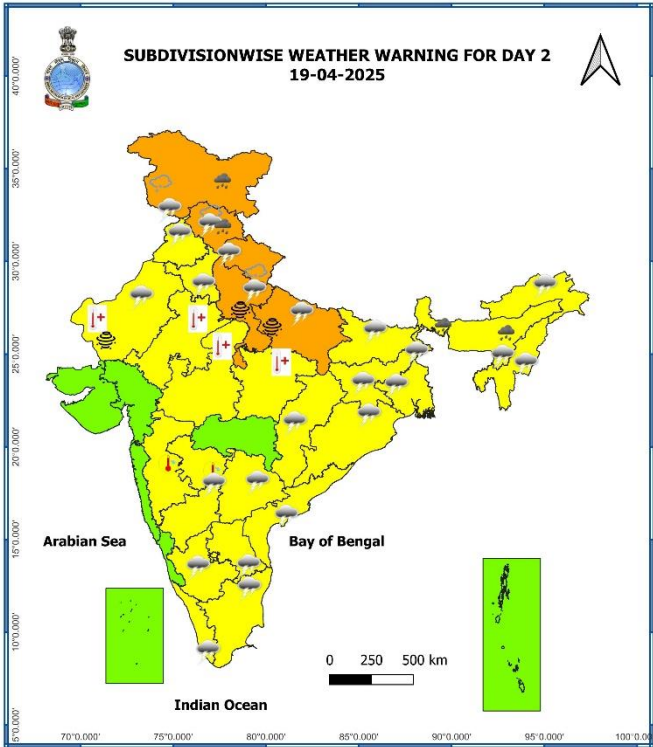 SUBDIVISIONWISE WEATHER WARNING FOR DAY 2
19-04-2025
40°0.000'
35°0.000'
30°0.000'
25°0.000'
20°0.000'
15°0.000'
10°0.000'
5°0.000'
Arabian Sea
Bay of Bengal
0 250 500 km
Indian Ocean
70°0.000' 75°0.000' 80°0.000' 85°0.000' 90°0.000' 95°0.000' 100°0.000'